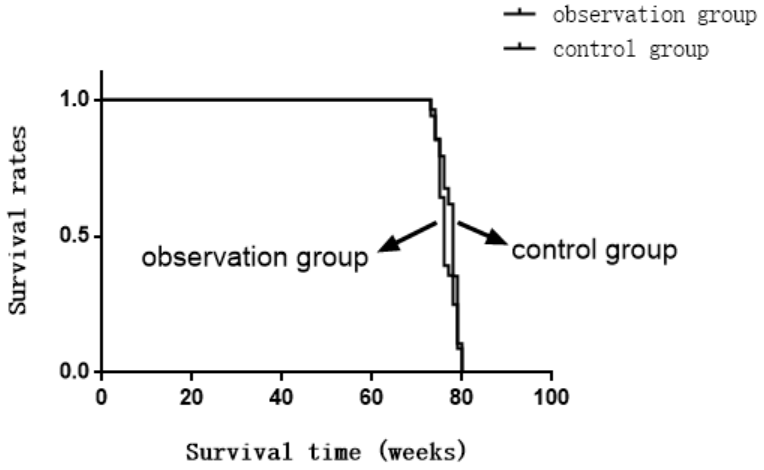 observation group
control group
1.0
0.5
0.0
Survival rates
observation group
control group
0 20 40 60 80 100
Survival time (weeks)